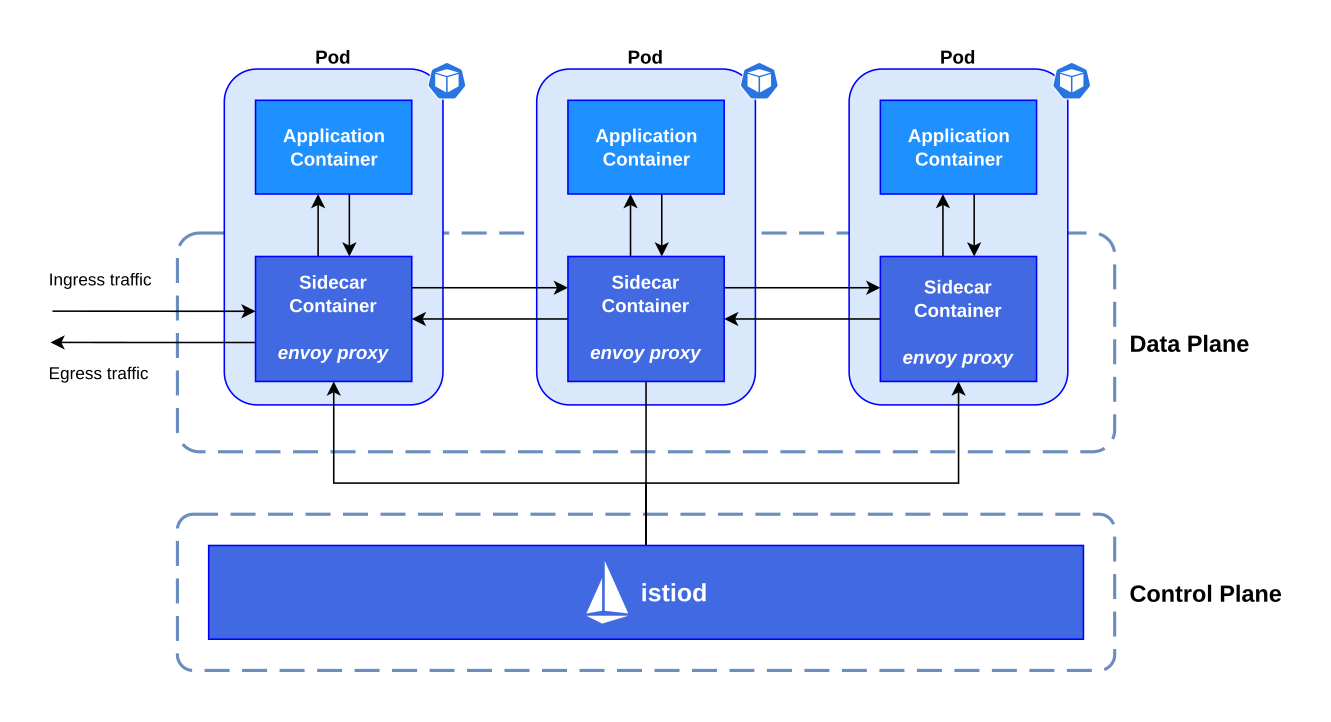 Pod
Pod
Pod
Application
Container
Application
Container
Application
Container
Ingress traffic
Egress traffic
Sidecar
Container
envoy proxy
Sidecar
Container
envoy proxy
Sidecar
Container
envoy proxy
Data Plane
istiod
Control Plane